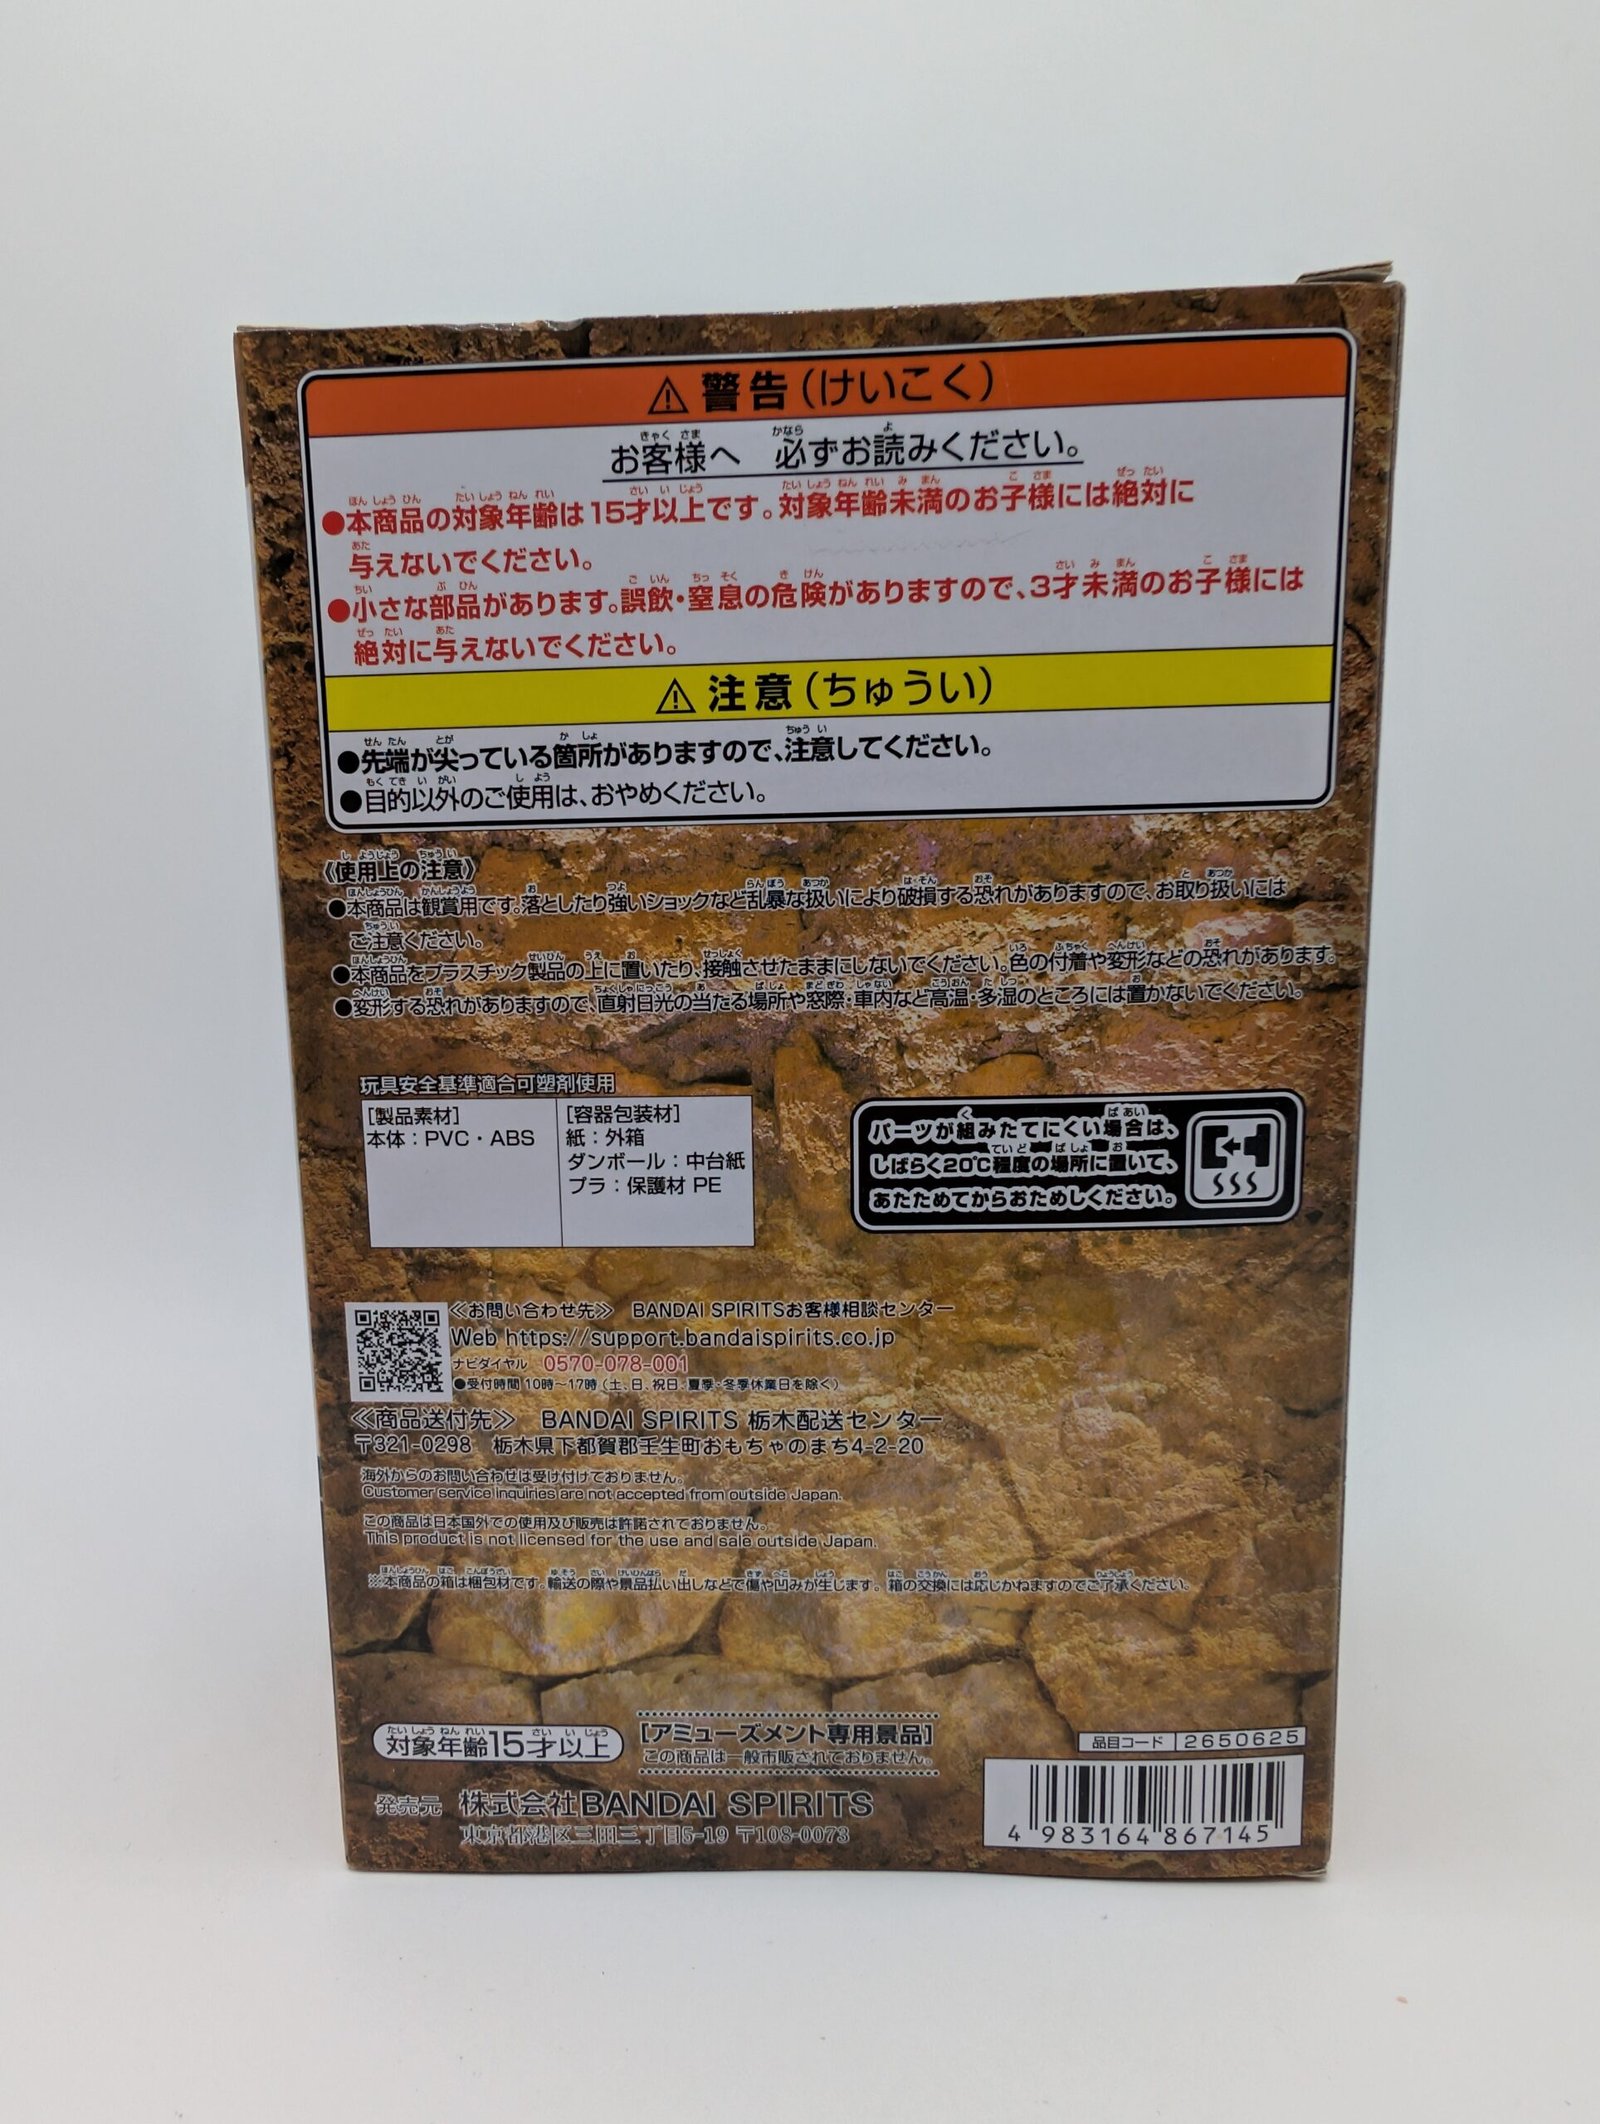 ⚠警告(けいこく)
お客様へ 必ずお読みください。
●本商品の対象年齢は15才以上です。対象年齢未満のお子様には絶対に
与えないでください。
●小さな部品があります。誤飲・窒息の危険がありますので、3才未満のお子様には
絶対に与えないでください。
⚠注意(ちゅうい)
●先端が尖っている箇所がありますので、注意してください。
●目的以外のご使用は、おやめください。
《使用上の注意》
●本商品は観賞用です。落としたり強いショックなど乱暴な扱いにより破損する恐れがありますので、お取り扱いには
ご注意ください。
●本商品をプラスチック製品の上に置いたり、接触させたままにしないでください。色の付着や変形などの恐れがあります。
●変形する恐れがありますので、直射日光の当たる場所や窓際・車内など高温・多湿のところには置かないでください。
玩具安全基準適合可塑剤使用
[製品素材]
本体:PVC・ABS
[容器包装材]
紙:外箱
ダンボール:中台紙
プラ:保護材 PE
パーツが組みたてにくい場合は、
しばらく20℃程度の場所に置いて、
あたためてからおためしください。
≪お問い合わせ先≫ BANDAI SPIRITSお客様相談センター
Web https://support.bandaispirits.co.jp
ナビダイヤル 0570-078-001
●受付時間 10時～17時(土、日、祝日・夏季・冬季休業日を除く)
≪商品送付先≫ BANDAI SPIRITS 栃木配送センター
〒321-0298 栃木県下都賀郡壬生町おもちゃのまち4-2-20
海外からのお問い合わせは受け付けておりません。
Customer service inquiries are not accepted from outside Japan.
この商品は日本国外での使用及び販売は許諾されておりません。
This product is not licensed for the use and sale outside Japan.
※本商品の箱は梱包材です。輸送の際や景品払い出しなどで傷や凹みが生じます。箱の交換には応じかねますのでご了承ください。
対象年齢15才以上
[アミューズメント専用景品]
この商品は一般市販されておりません。
品目コード 2650625
発売元 株式会社BANDAI SPIRITS
東京都港区三田三丁目5-19 〒108-0073
4 983164 867145